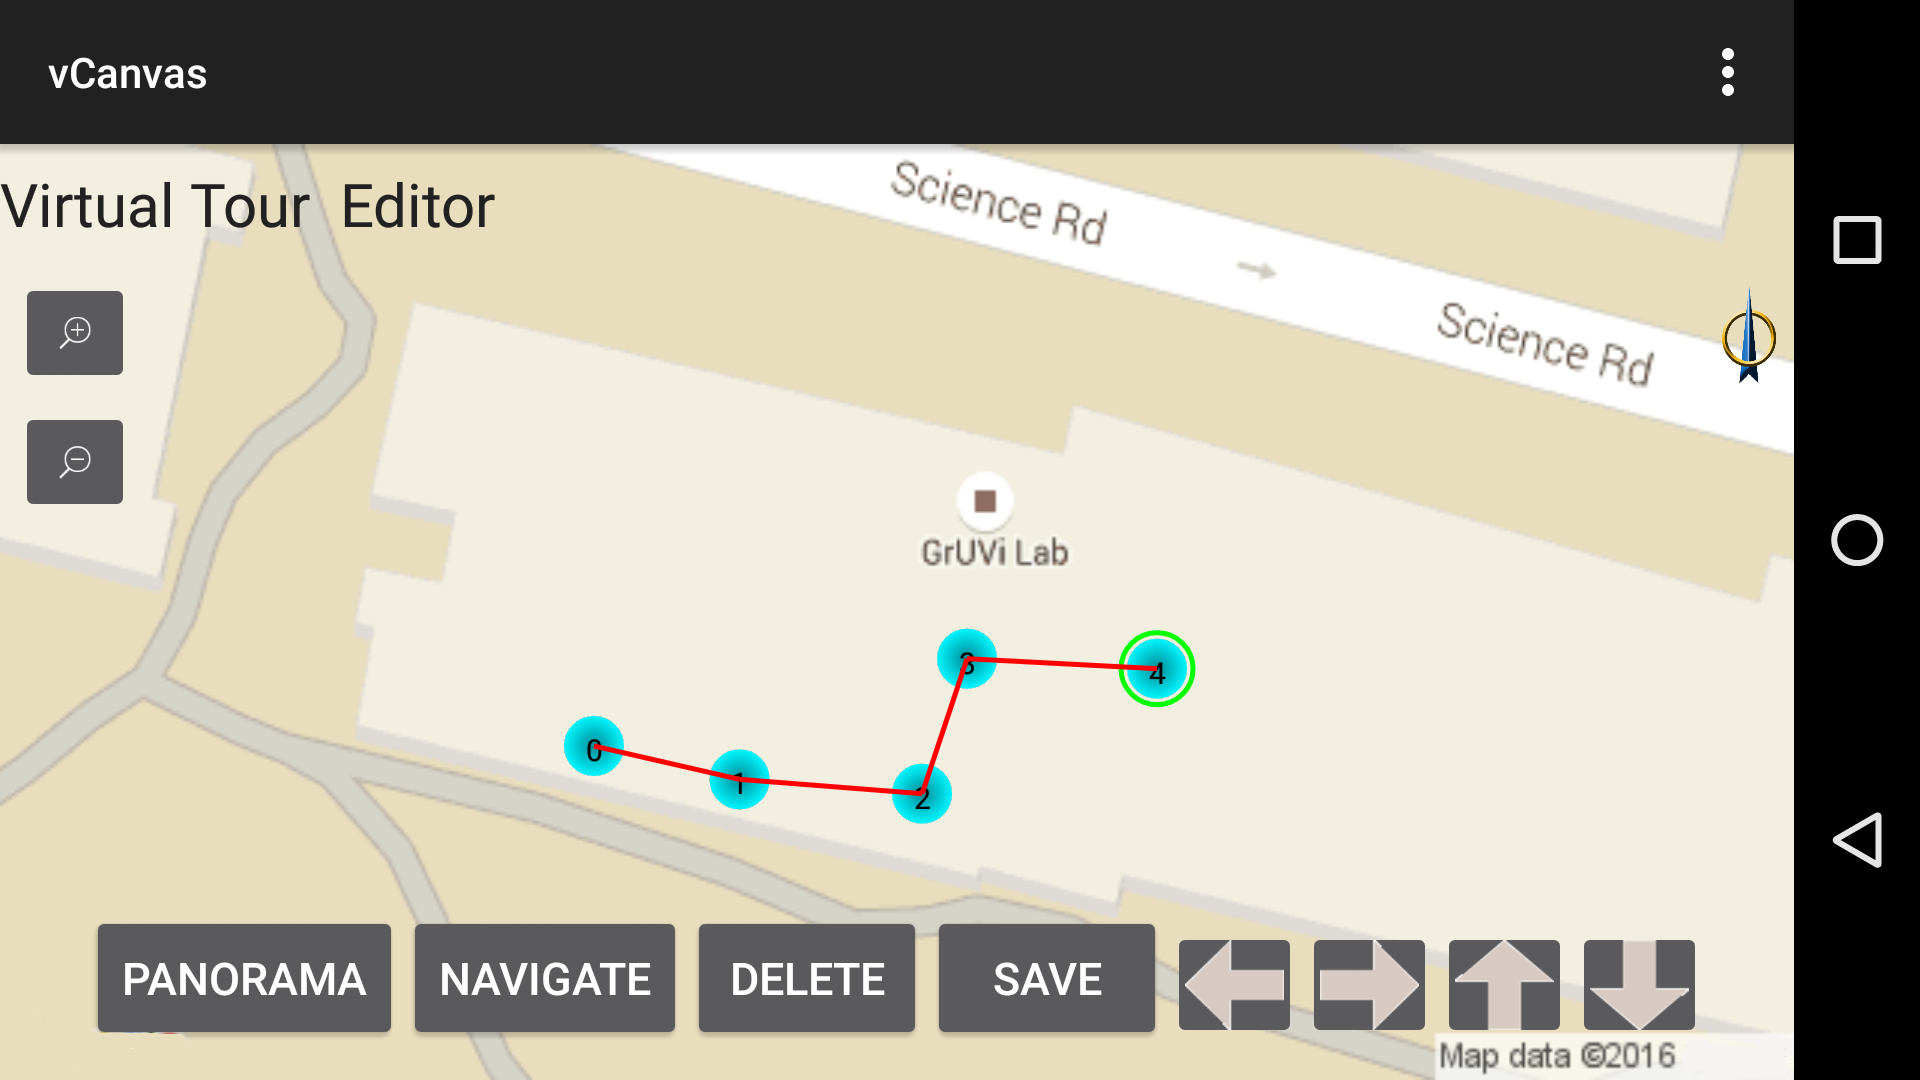 vCanvas
Virtual Tour Editor
Science Rd
Science Rd
GrUVi Lab
3
4
0
1
2
PANORAMA
NAVIGATE
DELETE
SAVE
Map data ©2016